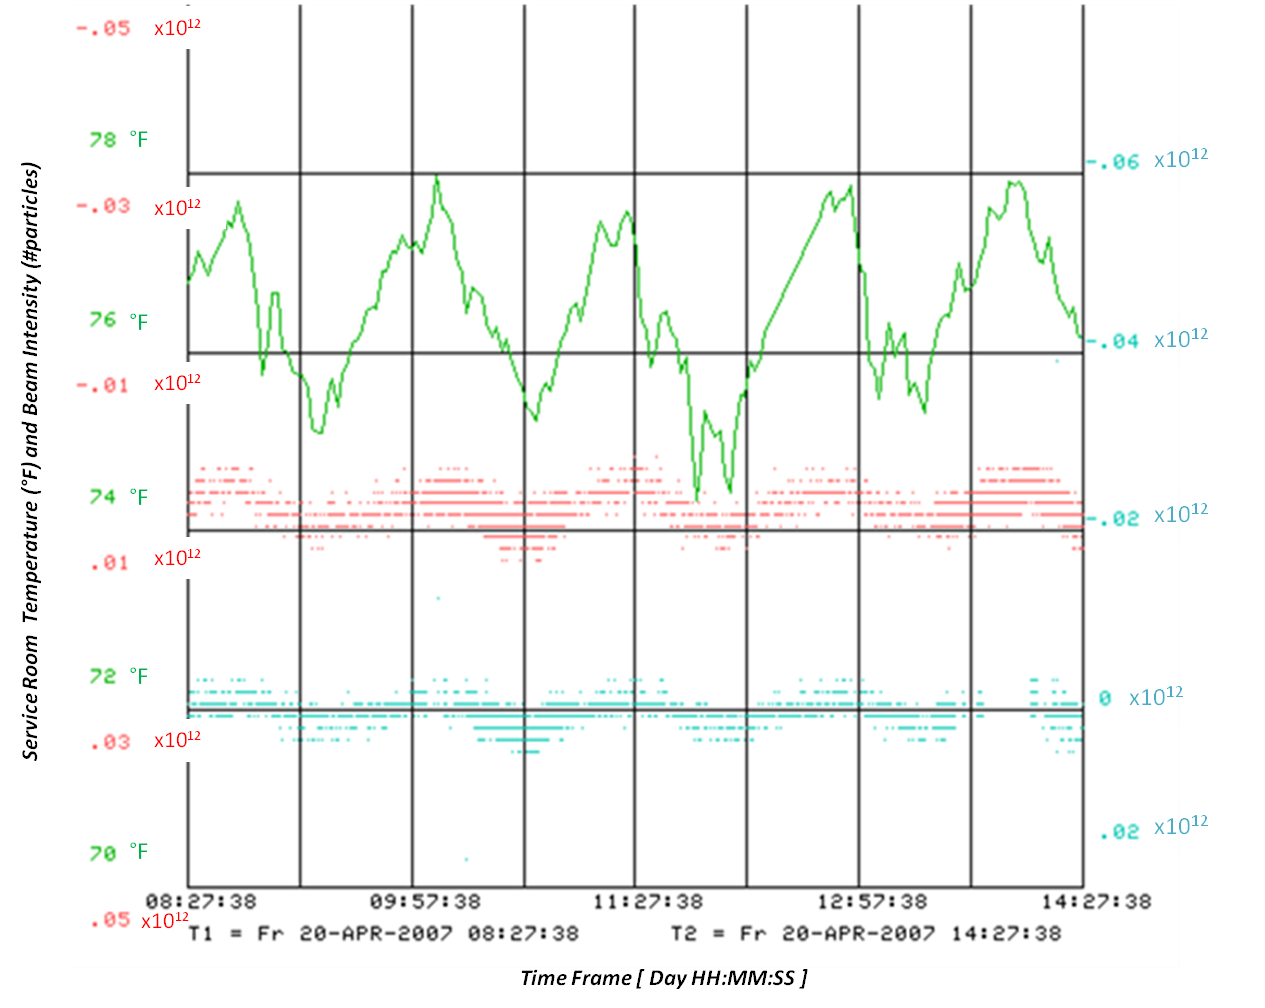 -.05 x10¹²
78 °F
-.06 x10¹²
-.03 x10¹²
76 °F
-.04 x10¹²
-.01 x10¹²
74 °F
-.02 x10¹²
.01 x10¹²
72 °F
0 x10¹²
.03 x10¹²
.02 x10¹²
70 °F
.05 x10¹²
Service Room Temperature (°F) and Beam Intensity (#particles)
08:27:38 09:57:38 11:27:38 12:57:38 14:27:38
T1 = Fr 20-APR-2007 08:27:38 T2 = Fr 20-APR-2007 14:27:38
Time Frame [ Day HH:MM:SS ]